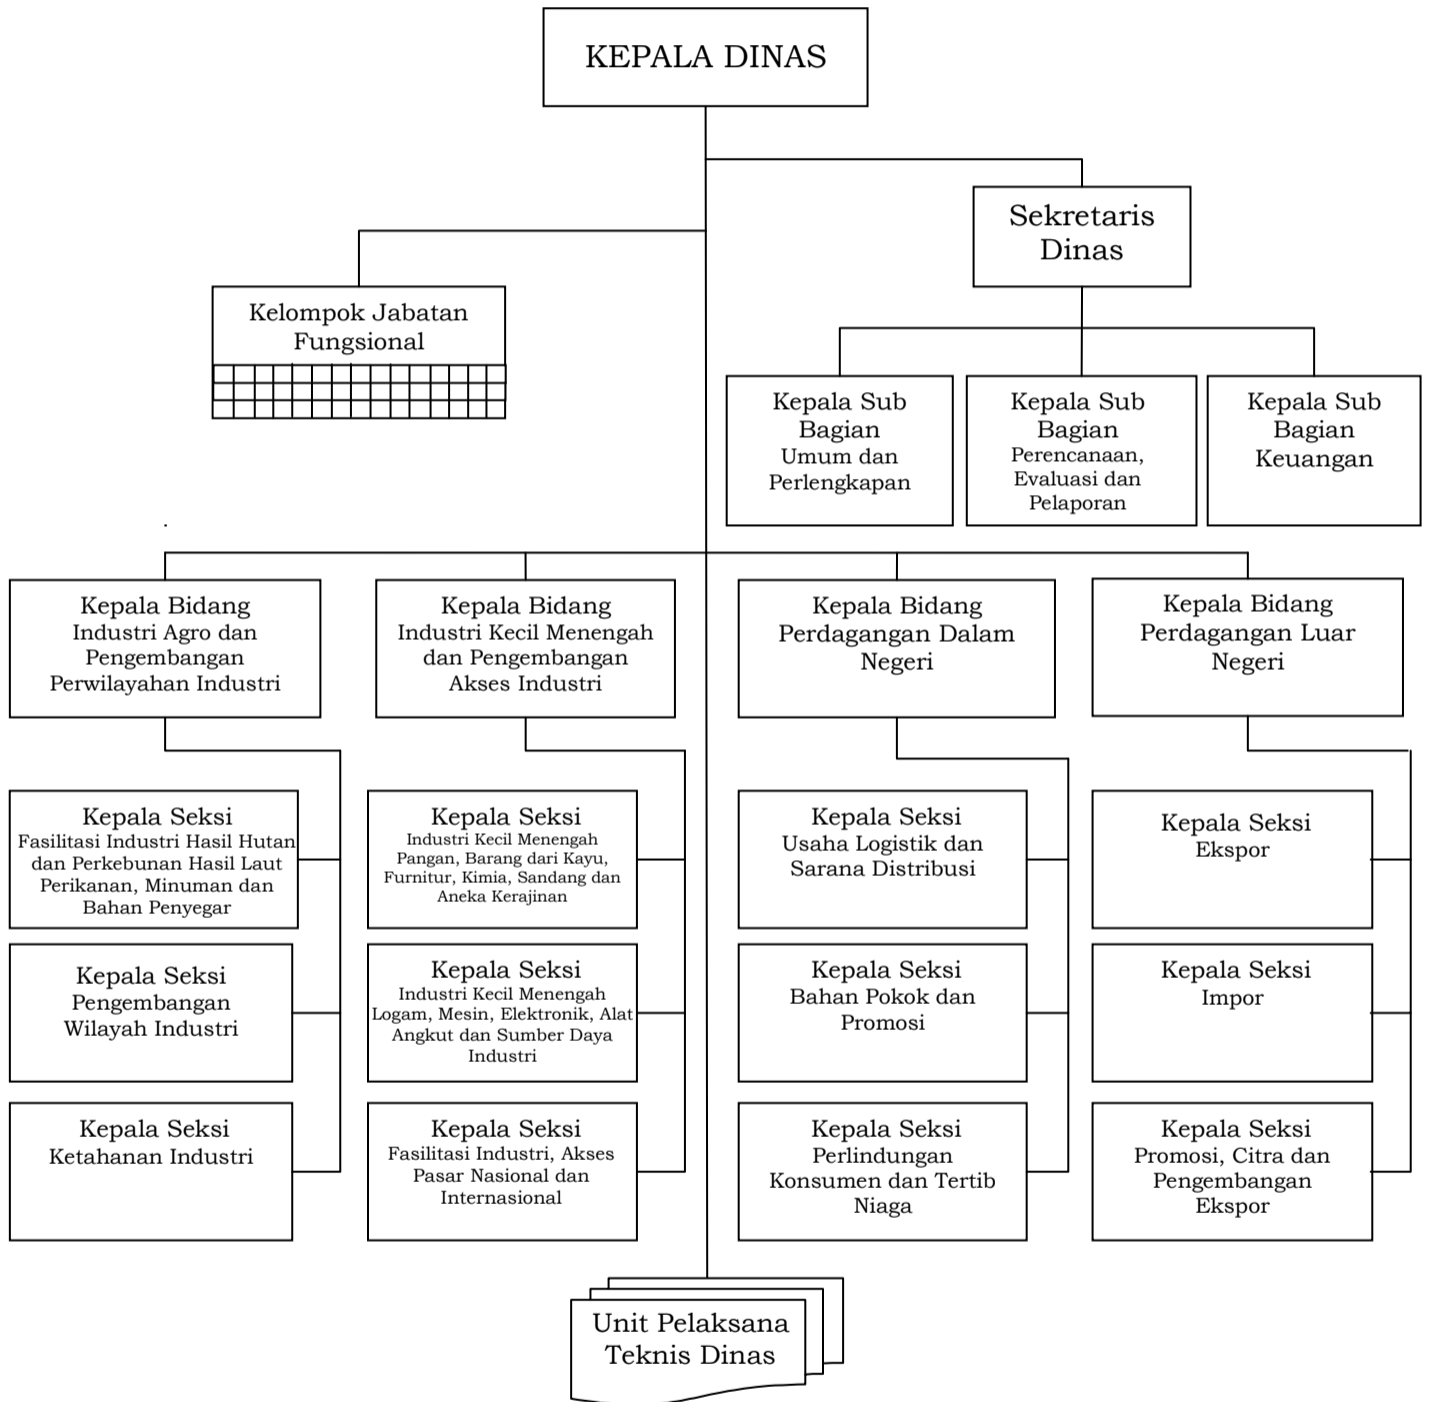 KEPALA DINAS
Sekretaris
Dinas
Kelompok Jabatan
Fungsional
Kepala Sub
Bagian
Umum dan
Perlengkapan
Kepala Sub
Bagian
Perencanaan,
Evaluasi dan
Pelaporan
Kepala Sub
Bagian
Keuangan
Kepala Bidang
Industri Agro dan
Pengembangan
Perwilayahan Industri
Kepala Bidang
Industri Kecil Menengah
dan Pengembangan
Akses Industri
Kepala Bidang
Perdagangan Dalam
Negeri
Kepala Bidang
Perdagangan Luar
Negeri
Kepala Seksi
Fasilitasi Industri Hasil Hutan
dan Perkebunan Hasil Laut
Perikanan, Minuman dan
Bahan Penyegar
Kepala Seksi
Industri Kecil Menengah
Pangan, Barang dari Kayu,
Furnitur, Kimia, Sandang dan
Aneka Kerajinan
Kepala Seksi
Usaha Logistik dan
Sarana Distribusi
Kepala Seksi
Ekspor
Kepala Seksi
Pengembangan
Wilayah Industri
Kepala Seksi
Industri Kecil Menengah
Logam, Mesin, Elektronik, Alat
Angkut dan Sumber Daya
Industri
Kepala Seksi
Bahan Pokok dan
Promosi
Kepala Seksi
Impor
Kepala Seksi
Ketahanan Industri
Kepala Seksi
Fasilitasi Industri, Akses
Pasar Nasional dan
Internasional
Kepala Seksi
Perlindungan
Konsumen dan Tertib
Niaga
Kepala Seksi
Promosi, Citra dan
Pengembangan
Ekspor
Unit Pelaksana
Teknis Dinas